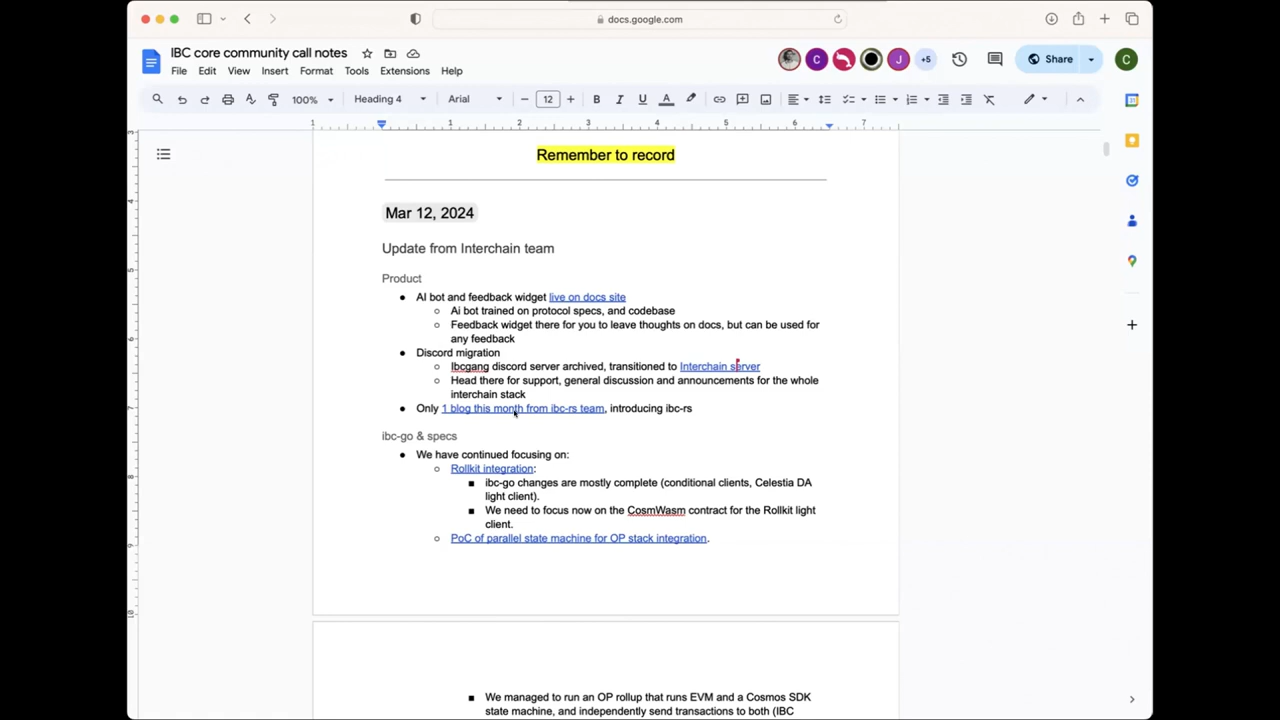 docs.google.com
IBC core community call notes
File Edit View Insert Format Tools Extensions Help
C J +5 Share C
100% Heading 4 Arial 12 B I U A
1 1 2 3 4 5 6 7
Remember to record
Mar 12, 2024
Update from Interchain team
Product
AI bot and feedback widget live on docs site
Ai bot trained on protocol specs, and codebase
Feedback widget there for you to leave thoughts on docs, but can be used for
any feedback
Discord migration
Ibcgang discord server archived, transitioned to Interchain server
Head there for support, general discussion and announcements for the whole
interchain stack
Only 1 blog this month from ibc-rs team, introducing ibc-rs
ibc-go & specs
We have continued focusing on:
Rollkit integration:
ibc-go changes are mostly complete (conditional clients, Celestia DA
light client).
We need to focus now on the CosmWasm contract for the Rollkit light
client.
PoC of parallel state machine for OP stack integration.
We managed to run an OP rollup that runs EVM and a Cosmos SDK
state machine, and independently send transactions to both (IBC